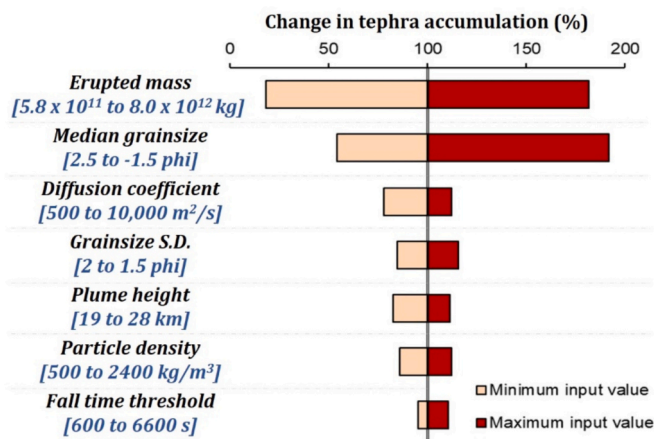 Change in tephra accumulation (%)
0 50 100 150 200
Erupted mass
[5.8 x 10¹¹ to 8.0 x 10¹² kg]
Median grainsize
[2.5 to -1.5 phi]
Diffusion coefficient
[500 to 10,000 m²/s]
Grainsize S.D.
[2 to 1.5 phi]
Plume height
[19 to 28 km]
Particle density
[500 to 2400 kg/m³]
Fall time threshold
[600 to 6600 s]
Minimum input value
Maximum input value